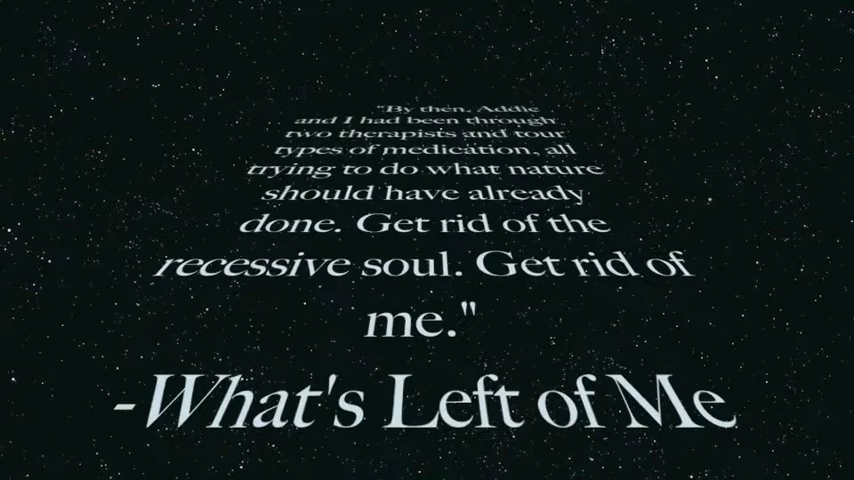 "By then, Addie
and I had been through
two therapists and four
types of medication, all
trying to do what nature
should have already
done. Get rid of the
recessive soul. Get rid of
me."
-What's Left of Me